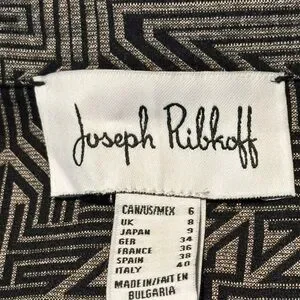 Joseph Ribkoff
CAN/US/MEX 6
UK 8
JAPAN 9
GER 34
FRANCE 36
SPAIN 38
ITALY 40
MADE IN/FAIT EN
BULGARIA